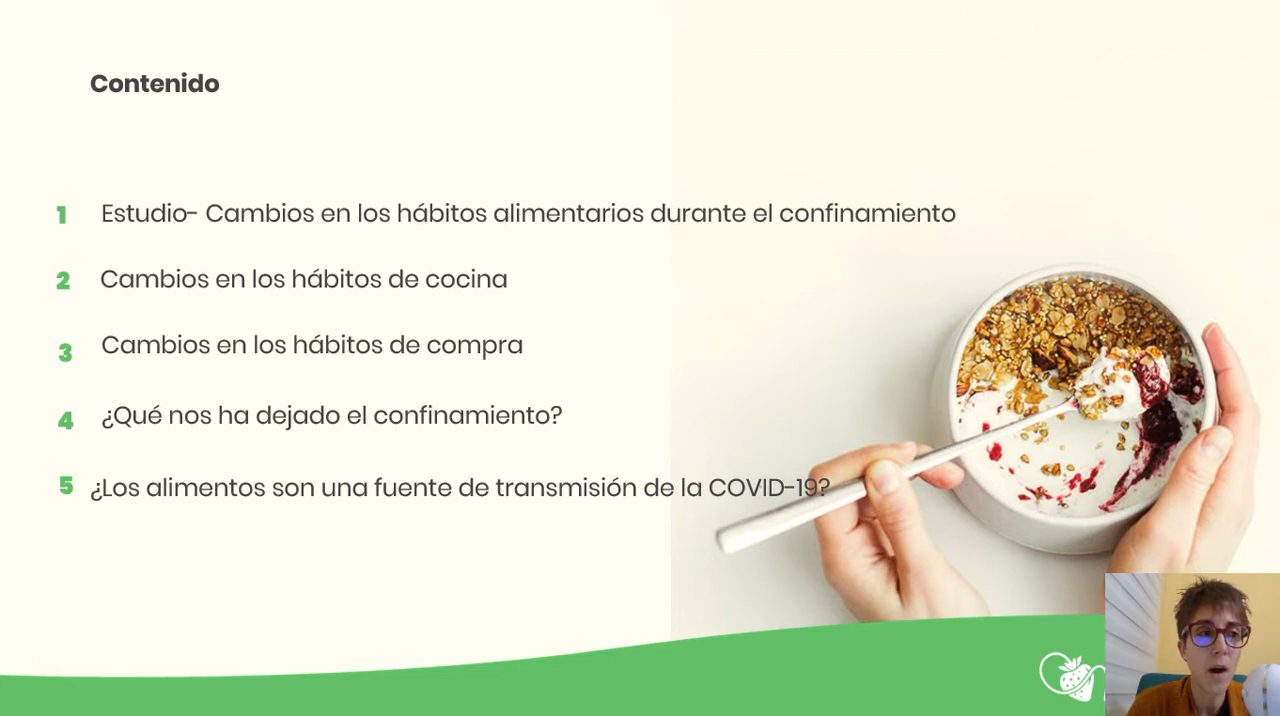 Contenido
1 Estudio- Cambios en los hábitos alimentarios durante el confinamiento
2 Cambios en los hábitos de cocina
3 Cambios en los hábitos de compra
4 ¿Qué nos ha dejado el confinamiento?
5 ¿Los alimentos son una fuente de transmisión de la COVID-19?